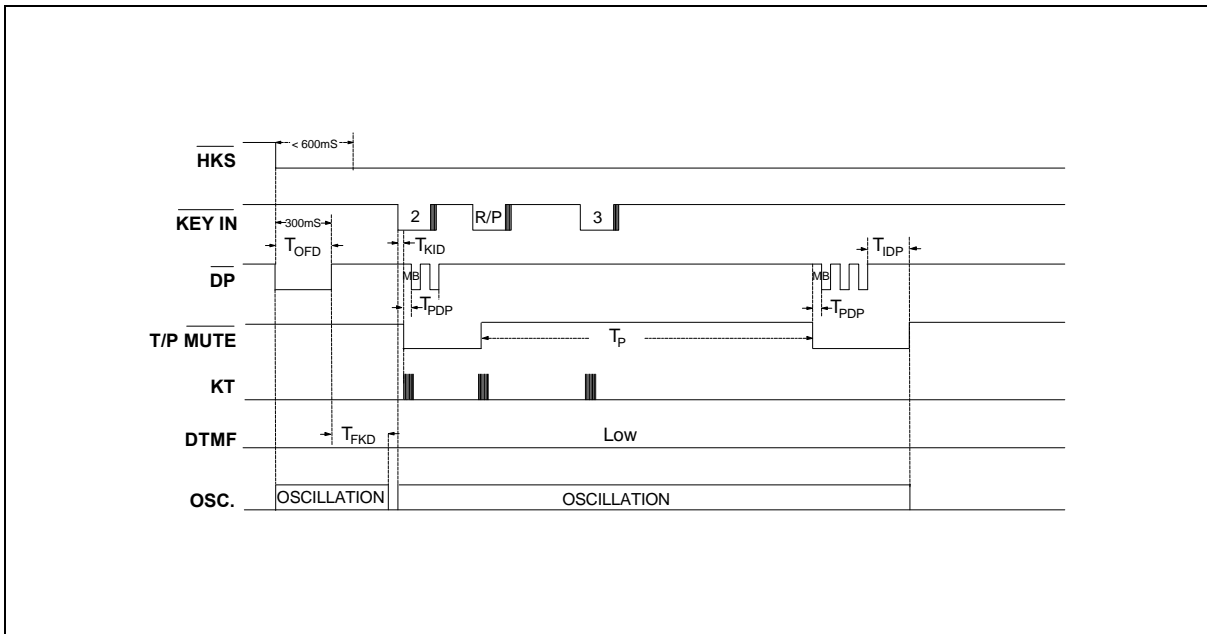 < 600mS
HKS
2
R/P
3
KEY IN
300mS
TOFD
TKID
TIDP
MB
MB
DP
TPDP
TPDP
T/P MUTE
TP
KT
TFKD
Low
DTMF
OSCILLATION
OSCILLATION
OSC.